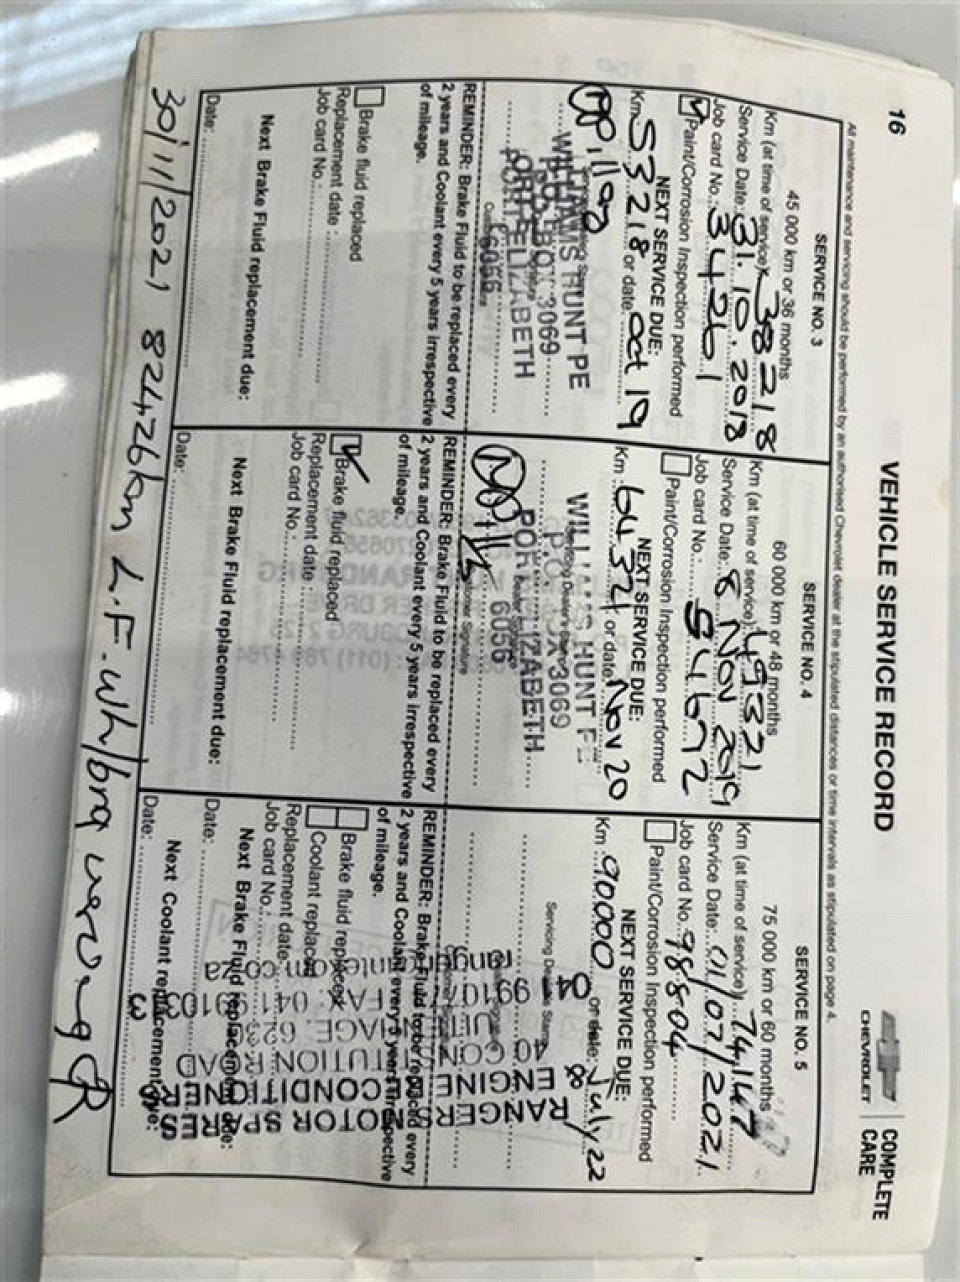 16
VEHICLE SERVICE RECORD
CHEVROLET
COMPLETE
CARE
All maintenance and servicing should be performed by an authorised Chevrolet dealer at the stipulated distances or time intervals as stipulated on page 4.
SERVICE NO. 3
45 000 km or 36 months
Km (at time of service): 38218
Service Date: 31.10.2018
Job card No.: 34261
Paint/Corrosion Inspection performed
NEXT SERVICE DUE:
Km: 53218 or date: Oct 19
WILLIAMS HUNT PE
3069
PORT ELIZABETH
6056
REMINDER: Brake Fluid to be replaced every
2 years and Coolant every 5 years irrespective
of mileage.
Brake fluid replaced
Replacement date :
Job card No.:
Next Brake Fluid replacement due:
Date:
SERVICE NO. 4
60 000 km or 48 months
Km (at time of service): 49321
Service Date: 8 Nov 2019
Job card No.: 54672
Paint/Corrosion Inspection performed
NEXT SERVICE DUE:
Km: 64321 or date: Nov 20
HUNT PE
3069
PORT ELIZABETH
6056
REMINDER: Brake Fluid to be replaced every
2 years and Coolant every 5 years irrespective
of mileage.
Brake fluid replaced
Replacement date :
Job card No.:
Next Brake Fluid replacement due:
Date:
SERVICE NO. 5
75 000 km or 60 months
Km (at time of service): 74147
Service Date: 01/07/2021
Job card No. 98804
Paint/Corrosion Inspection performed
NEXT SERVICE DUE:
Km 90000 or date: July 22
Servicing Dealer's Stamp
RANGERS MOTOR SPARES
& ENGINE CONDITIONERS
40 CONSTITUTION ROAD
UITENHAGE, 6230
REMINDER: Brake Fluid to be replaced every
2 years and Coolant every 5 years irrespective
of mileage.
Brake fluid replaced
Coolant replaced
Replacement date:
Job card No.:
Next Brake Fluid replacement due:
Date:
Next Coolant replacement due:
Date:
30/11/2021 82426km L.F. wh/brg